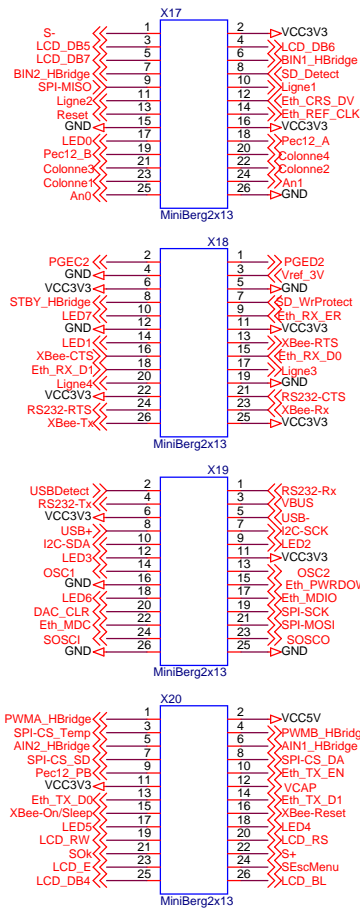 X17
S- 1 2 VCC3V3
LCD_DB5 3 4 LCD_DB6
LCD_DB7 5 6 BIN1_HBridge
BIN2_HBridge 7 8 SD_Detect
SPI-MISO 9 10 Ligne1
Ligne2 11 12 Eth_CRS_DV
Reset 13 14 Eth_REF_CLK
GND 15 16 VCC3V3
LED0 17 18 Pec12_A
Pec12_B 19 20 Colonne4
Colonne3 21 22 Colonne2
Colonne1 23 24 An1
An0 25 26 GND
MiniBerg2x13
X18
PGEC2 2 1 PGED2
GND 4 3 Vref_3V
VCC3V3 6 5 GND
STBY_HBridge 8 7 SD_WrProtect
LED7 10 9 Eth_RX_ER
GND 12 11 VCC3V3
LED1 14 13 XBee-RTS
XBee-CTS 16 15 Eth_RX_D0
Eth_RX_D1 18 17 Ligne3
Ligne4 20 19 GND
VCC3V3 22 21 RS232-CTS
RS232-RTS 24 23 XBee-Rx
XBee-Tx 26 25 VCC3V3
MiniBerg2x13
X19
USBDetect 2 1 RS232-Rx
RS232-Tx 4 3 VBUS
VCC3V3 6 5 USB-
USB+ 8 7 I2C-SCK
I2C-SDA 10 9 LED2
LED3 12 11 VCC3V3
OSC1 14 13 OSC2
GND 16 15 Eth_PWRDOW
LED6 18 17 Eth_MDIO
DAC_CLR 20 19 SPI-SCK
Eth_MDC 22 21 SPI-MOSI
SOSCI 24 23 SOSCO
GND 26 25 GND
MiniBerg2x13
X20
PWMA_HBridge 1 2 VCC5V
SPI-CS_Temp 3 4 PWMB_HBridg
AIN2_HBridge 5 6 AIN1_HBridge
SPI-CS_SD 7 8 SPI-CS_DA
Pec12_PB 9 10 Eth_TX_EN
VCC3V3 11 12 VCAP
Eth_TX_D0 13 14 Eth_TX_D1
XBee-On/Sleep 15 16 XBee-Reset
LED5 17 18 LED4
LCD_RW 19 20 LCD_RS
SOk 21 22 S+
LCD_E 23 24 SEscMenu
LCD_DB4 25 26 LCD_BL
MiniBerg2x13